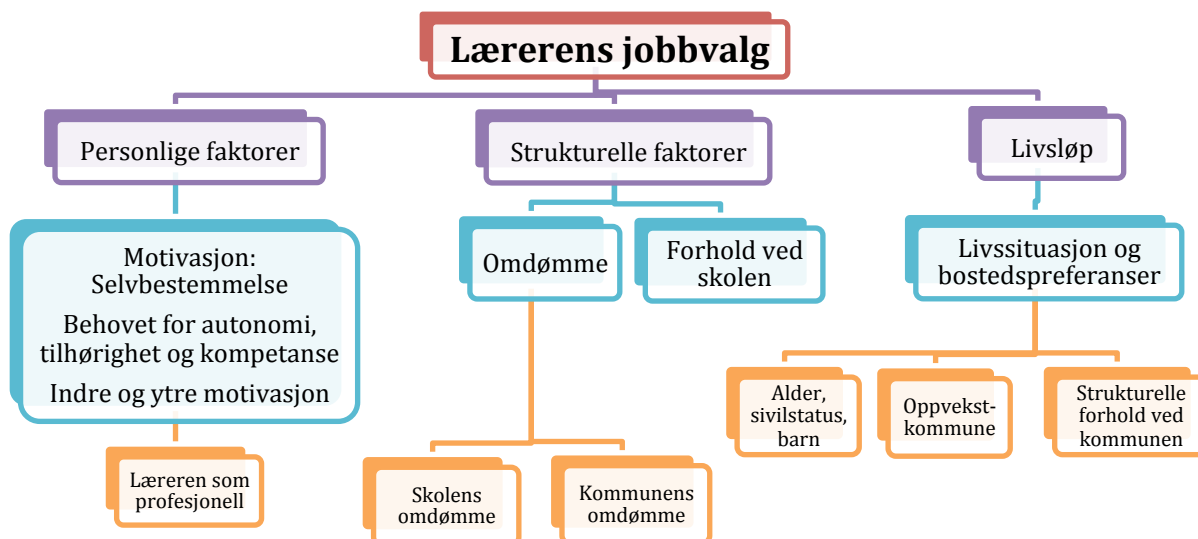 Lærerens jobbvalg
Personlige faktorer
Strukturelle faktorer
Livsløp
Motivasjon:
Selvbestemmelse
Behovet for autonomi,
tilhørighet og kompetanse
Indre og ytre motivasjon
Omdømme
Forhold ved
skolen
Livssituasjon og
bostedspreferanser
Læreren som
profesjonell
Skolens
omdømme
Kommunens
omdømme
Alder,
sivilstatus,
barn
Oppvekst-
kommune
Strukturelle
forhold ved
kommunen